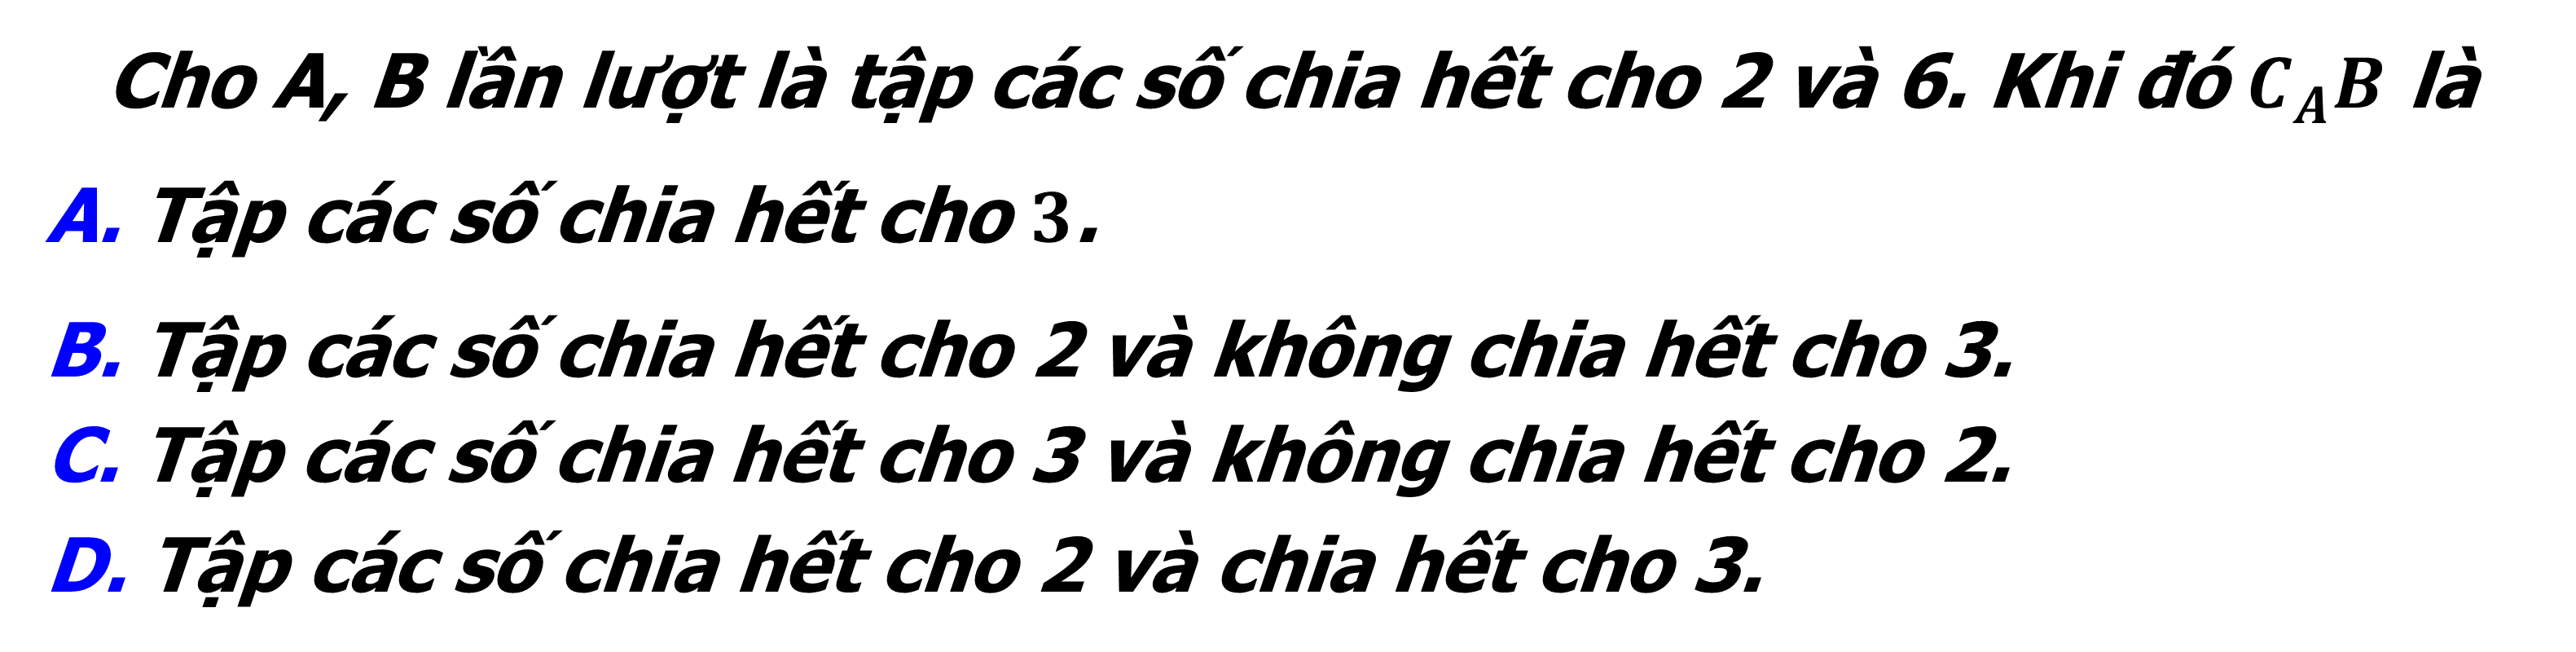 Cho A, B lần lượt là tập các số chia hết cho 2 và 6. Khi đó $C_A B$ là
A. Tập các số chia hết cho 3.
B. Tập các số chia hết cho 2 và không chia hết cho 3.
C. Tập các số chia hết cho 3 và không chia hết cho 2.
D. Tập các số chia hết cho 2 và chia hết cho 3.